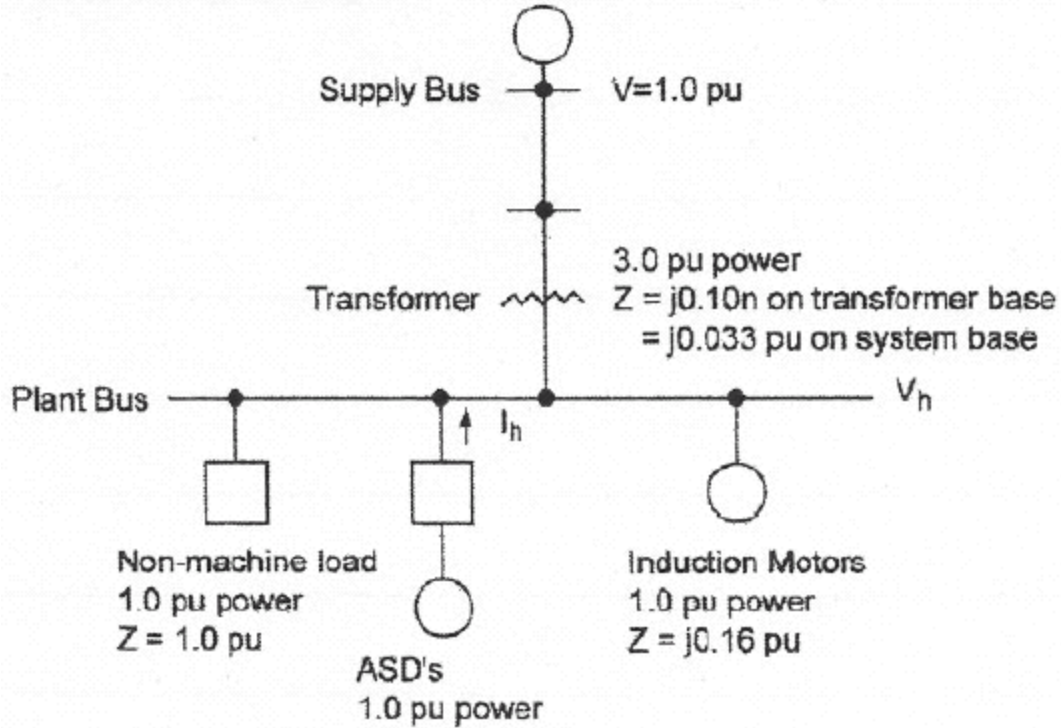 Supply Bus
V=1.0 pu
Transformer
3.0 pu power
Z = j0.10n on transformer base
= j0.033 pu on system base
Plant Bus
I_h
V_h
Non-machine load
1.0 pu power
Z = 1.0 pu
ASD's
1.0 pu power
Induction Motors
1.0 pu power
Z = j0.16 pu